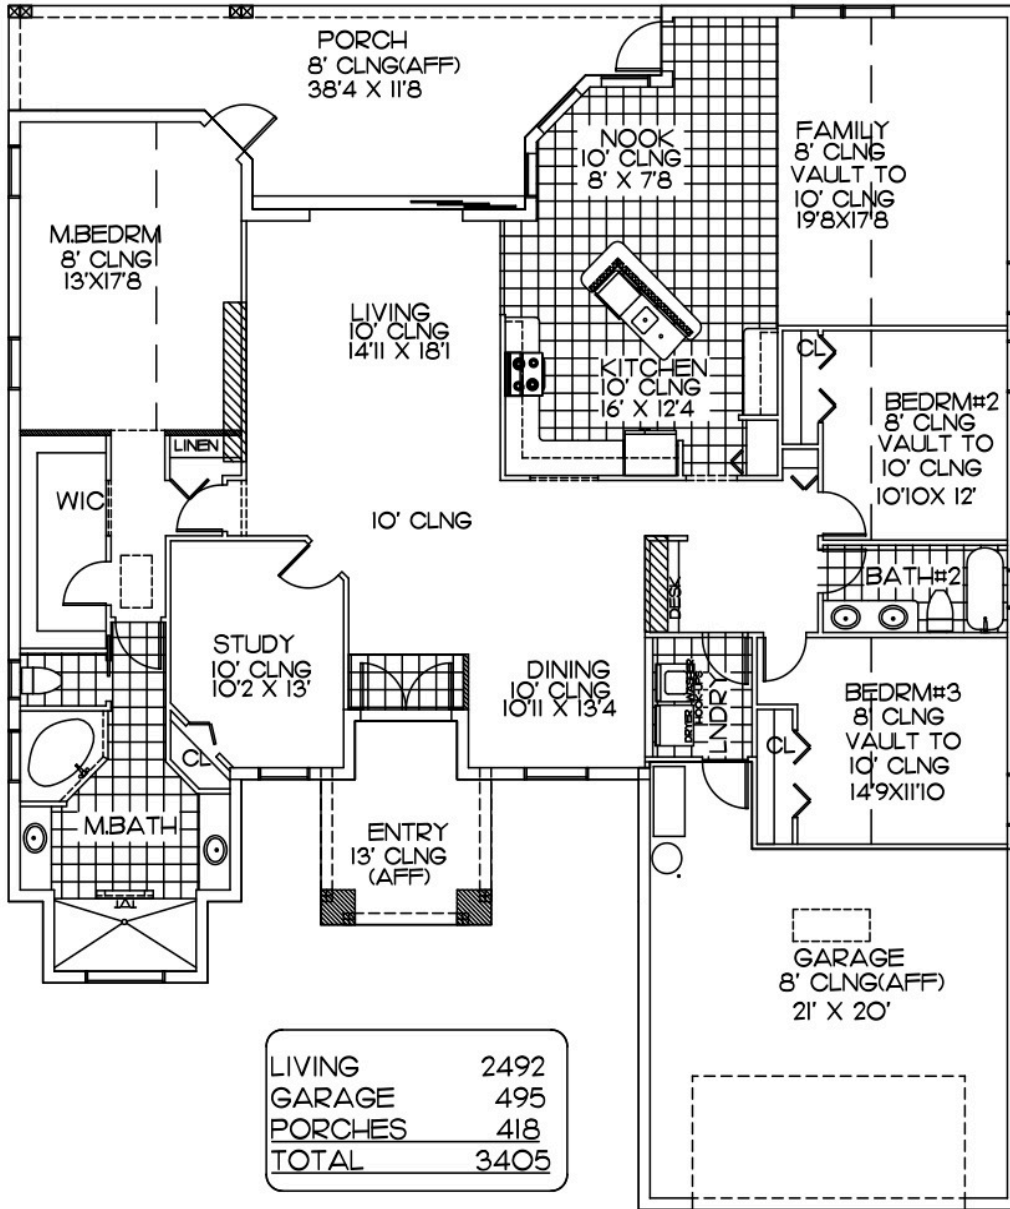 PORCH
8' CLNG(AFF)
38'4 X 11'8
NOOK
10' CLNG
8' X 7'8
FAMILY
8' CLNG
VAULT TO
10' CLNG
19'8X17'8
M.BEDRM
8' CLNG
13'X17'8
LIVING
10' CLNG
14'11 X 18'1
KITCHEN
10' CLNG
16' X 12'4
CL
BEDRM#2
8' CLNG
VAULT TO
10' CLNG
10'10X 12'
LINEN
WIC
10' CLNG
DESK
BATH#2
STUDY
10' CLNG
10'2 X 13'
DINING
10' CLNG
10'11 X 13'4
WASHER
DRYER
HOOK-UPS
LNDRY
BEDRM#3
8' CLNG
VAULT TO
10' CLNG
14'9X11'10
CL
CL
M.BATH
ENTRY
13' CLNG
(AFF)
GARAGE
8' CLNG(AFF)
21' X 20'
LIVING 2492
GARAGE 495
PORCHES 418
TOTAL 3405